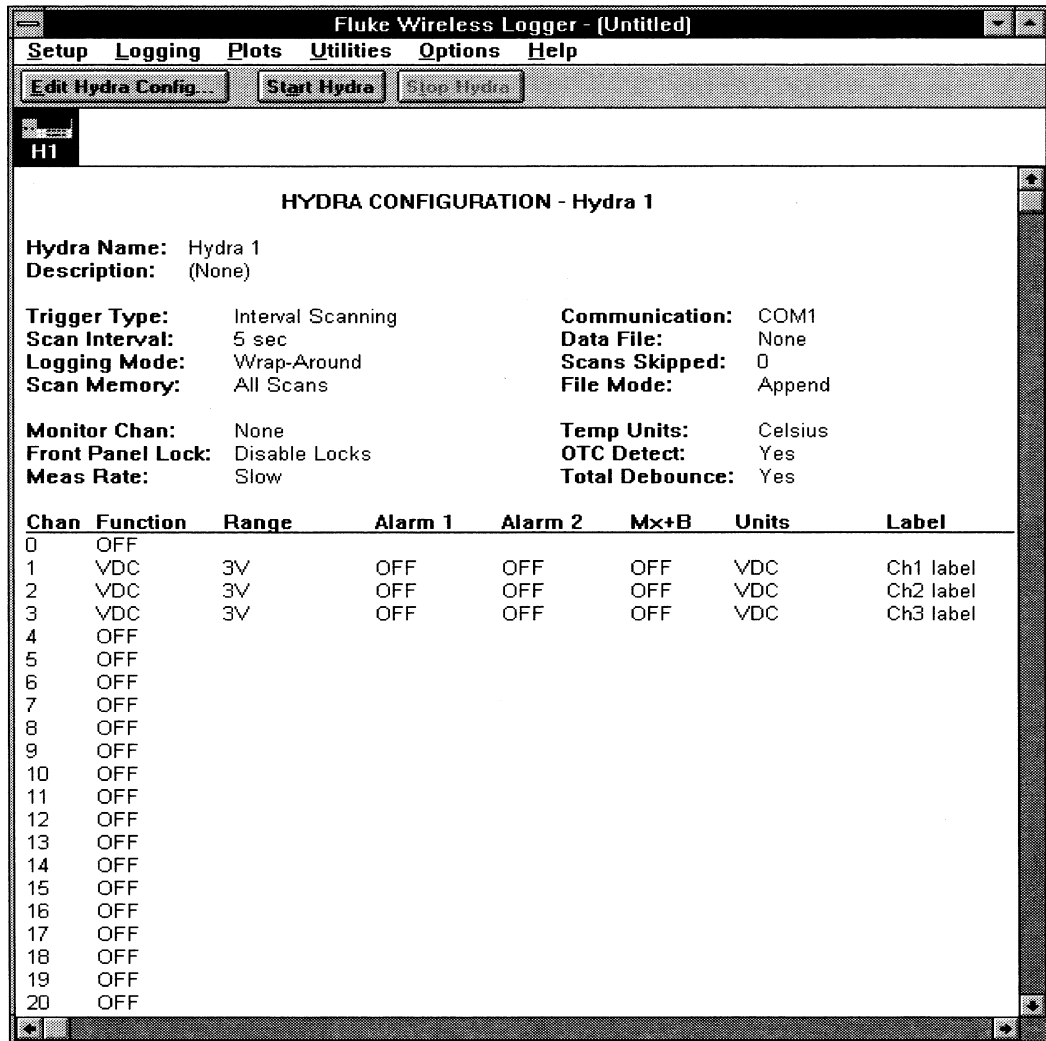 Fluke Wireless Logger - (Untitled)
Setup Logging Plots Utilities Options Help
Edit Hydra Config... Start Hydra Stop Hydra
H1
HYDRA CONFIGURATION - Hydra 1
Hydra Name: Hydra 1
Description: (None)
Trigger Type: Interval Scanning Communication: COM1
Scan Interval: 5 sec Data File: None
Logging Mode: Wrap-Around Scans Skipped: 0
Scan Memory: All Scans File Mode: Append
Monitor Chan: None Temp Units: Celsius
Front Panel Lock: Disable Locks OTC Detect: Yes
Meas Rate: Slow Total Debounce: Yes
Chan Function Range Alarm 1 Alarm 2 Mx+B Units Label
0 OFF
1 VDC 3V OFF OFF OFF VDC Ch1 label
2 VDC 3V OFF OFF OFF VDC Ch2 label
3 VDC 3V OFF OFF OFF VDC Ch3 label
4 OFF
5 OFF
6 OFF
7 OFF
8 OFF
9 OFF
10 OFF
11 OFF
12 OFF
13 OFF
14 OFF
15 OFF
16 OFF
17 OFF
18 OFF
19 OFF
20 OFF